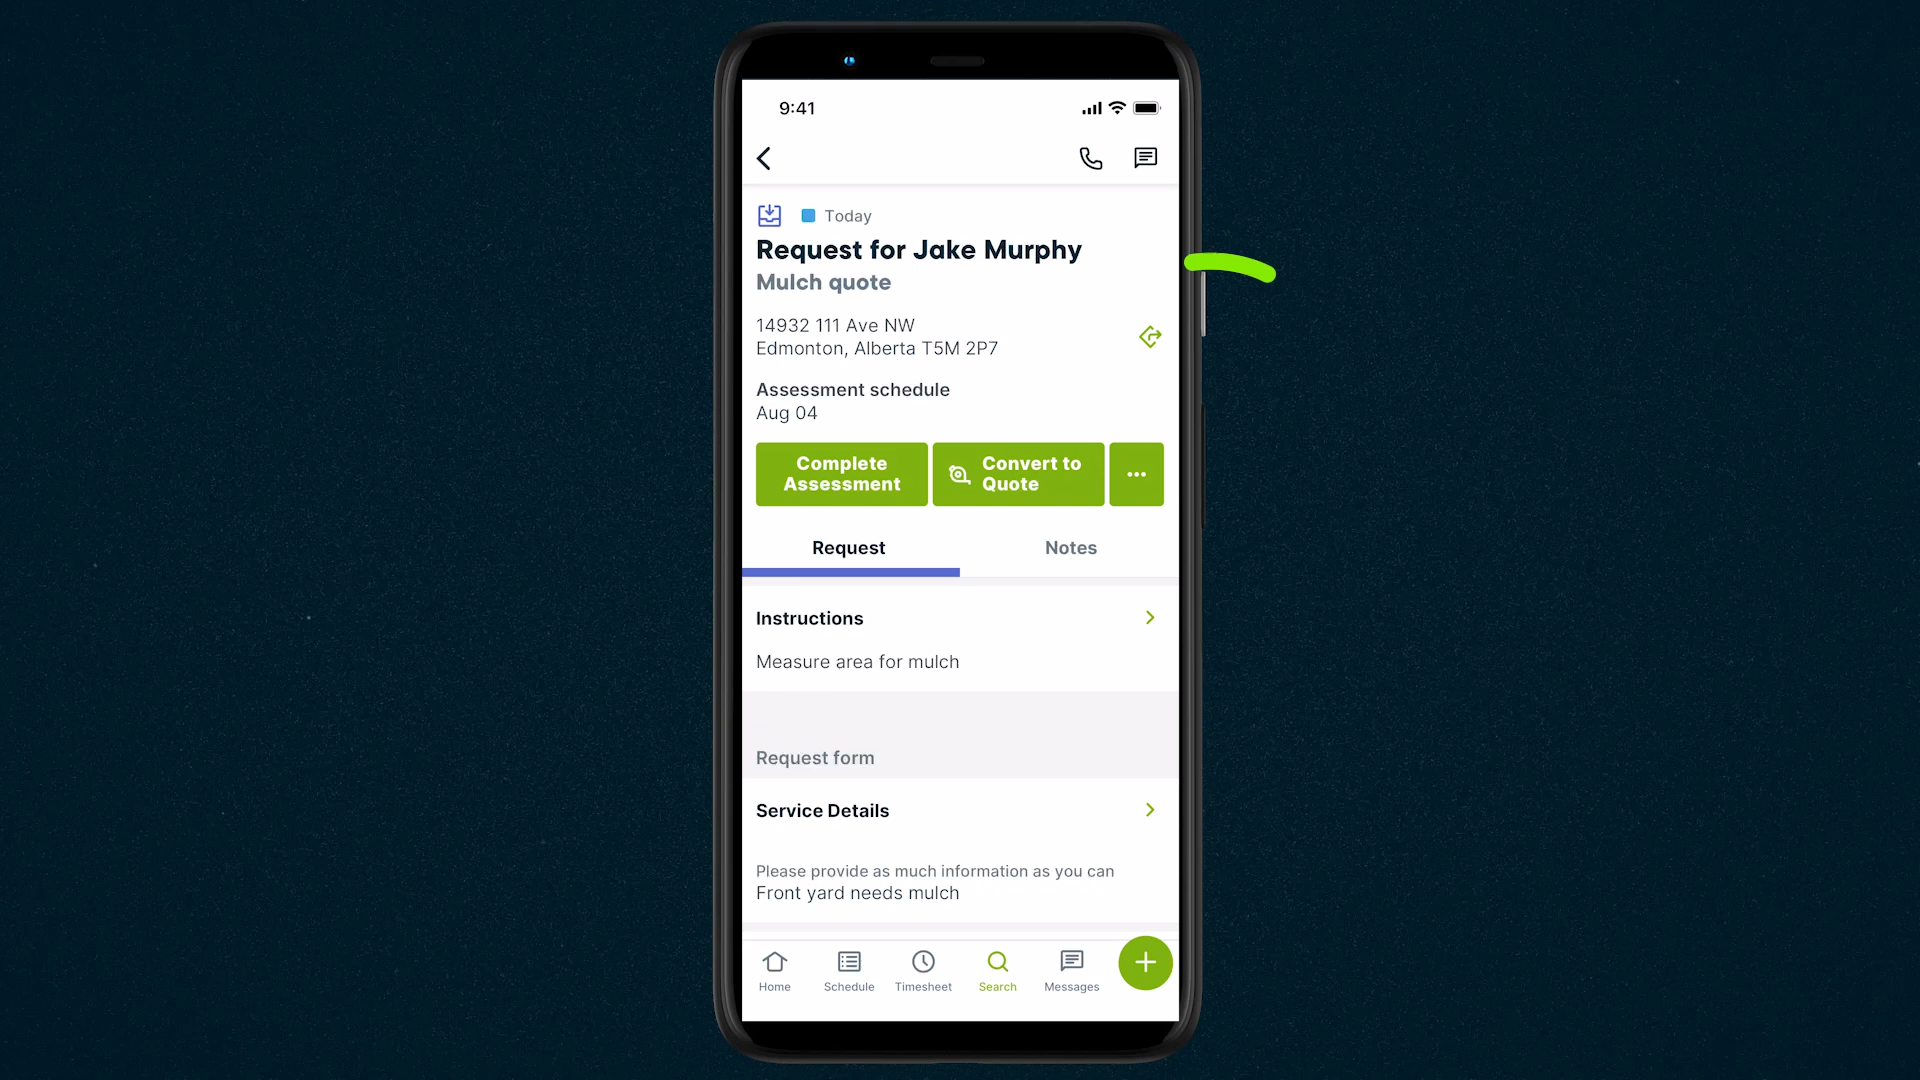 9:41
Today
Request for Jake Murphy
Mulch quote
14932 111 Ave NW
Edmonton, Alberta T5M 2P7
Assessment schedule
Aug 04
Complete
Assessment
Convert to
Quote
Request
Notes
Instructions
Measure area for mulch
Request form
Service Details
Please provide as much information as you can
Front yard needs mulch
Home
Schedule
Timesheet
Search
Messages